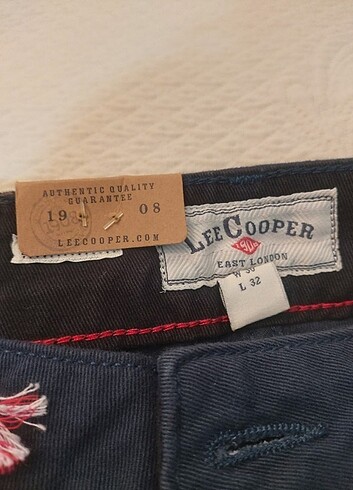 AUTHENTIC QUALITY
GUARANTEE
19 08
LEECOOPER.COM
LEE COOPER
EAST LONDON
L 32